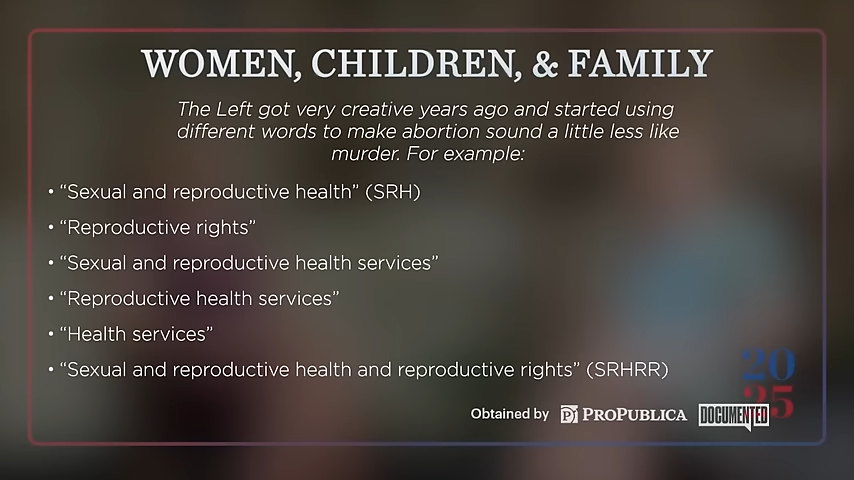 WOMEN, CHILDREN, & FAMILY
The Left got very creative years ago and started using
different words to make abortion sound a little less like
murder. For example:
• “Sexual and reproductive health” (SRH)
• “Reproductive rights”
• “Sexual and reproductive health services”
• “Reproductive health services”
• “Health services”
• “Sexual and reproductive health and reproductive rights” (SRHRR)
20
25
Obtained by PROPUBLICA DOCUMENTED